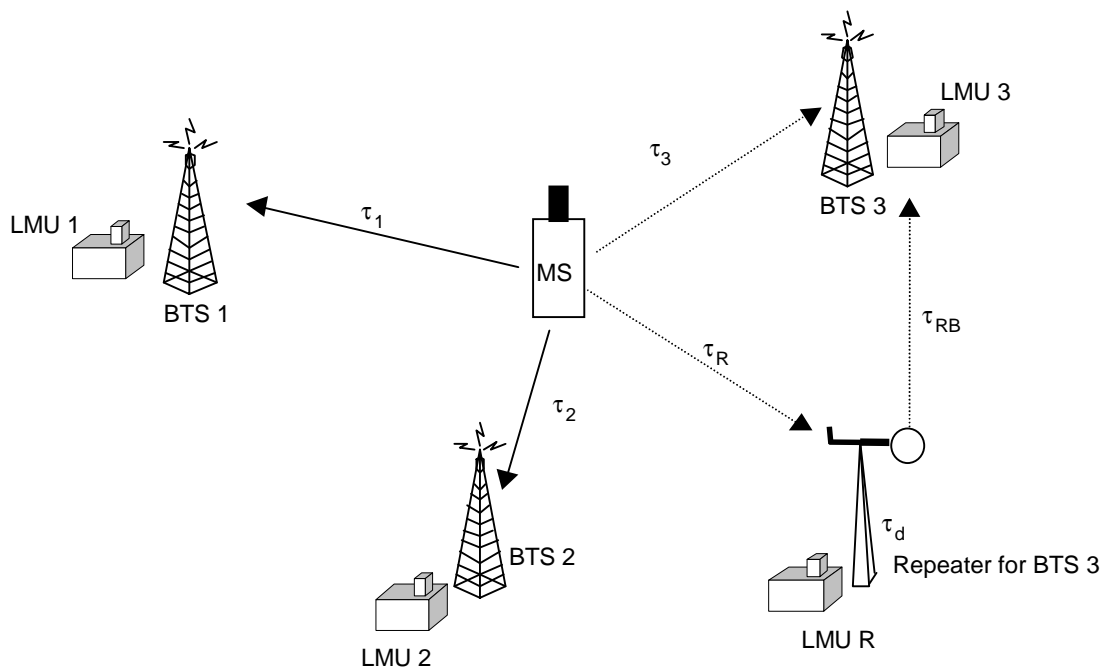 LMU 3
τ3
BTS 3
LMU 1
τ1
MS
BTS 1
τRB
τR
τ2
τd
BTS 2
Repeater for BTS 3
LMU R
LMU 2